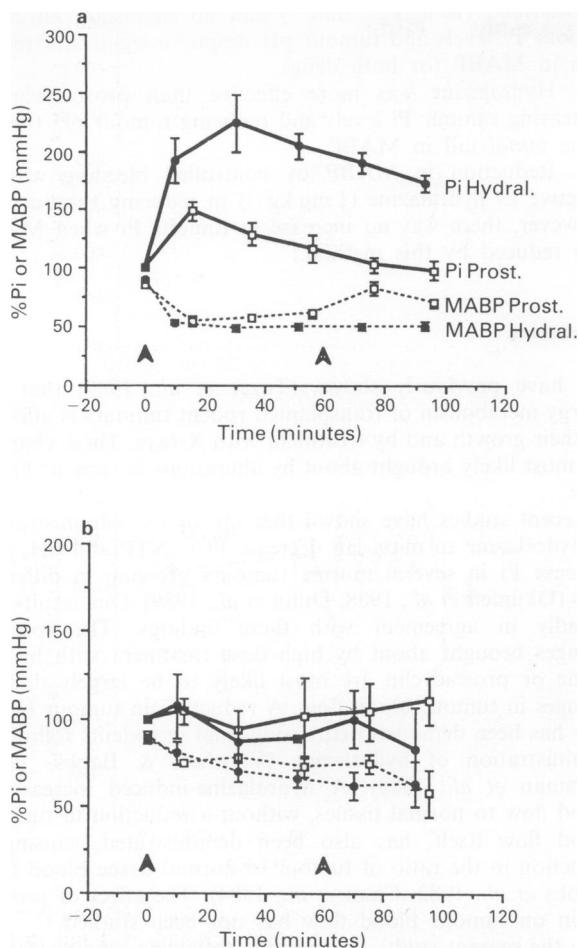 a
300
250
200
150
100
50
0
%Pi or MABP (mmHg)
Pi Hydral.
Pi Prost.
MABP Prost.
MABP Hydral.
−20 0 20 40 60 80 100 120
Time (minutes)
b
200
150
100
50
0
%Pi or MABP (mmHg)
−20 0 20 40 60 80 100 120
Time (minutes)